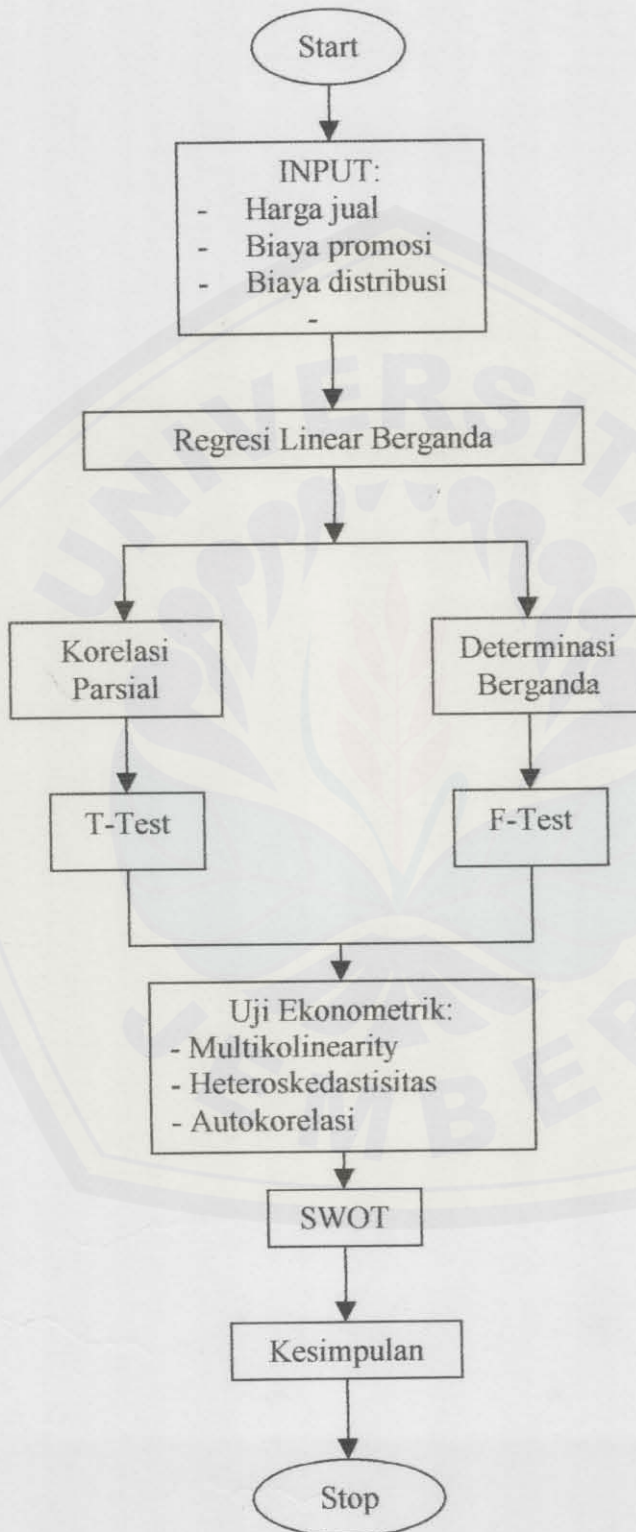 Start
INPUT:
- Harga jual
- Biaya promosi
- Biaya distribusi
-
Regresi Linear Berganda
Korelasi
Parsial
Determinasi
Berganda
T-Test
F-Test
Uji Ekonometrik:
- Multikolinearity
- Heteroskedastisitas
- Autokorelasi
SWOT
Kesimpulan
Stop